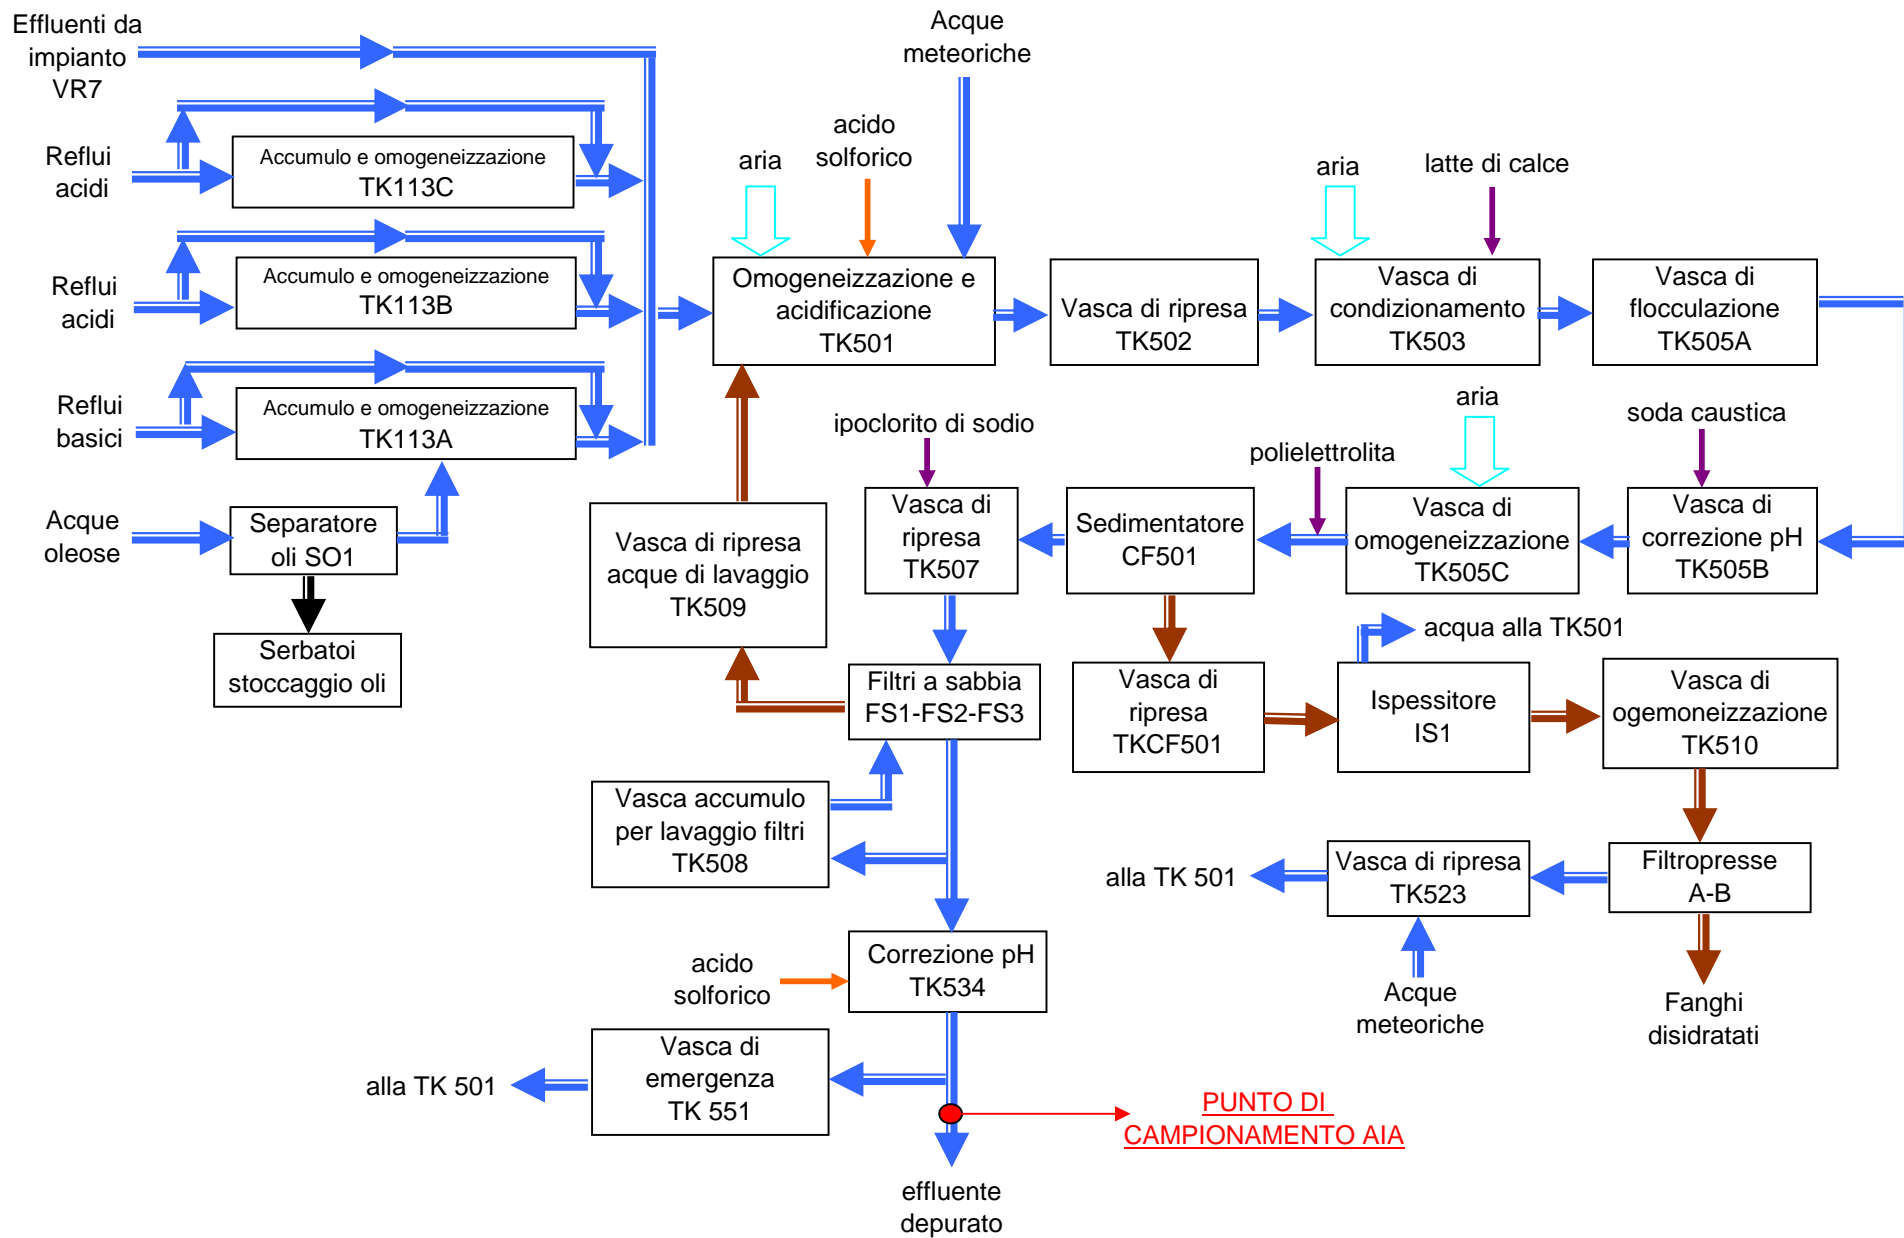 Effluenti da
impianto
VR7
Acque
meteoriche
Reflui
acidi
Accumulo e omogeneizzazione
TK113C
aria
acido
solforico
aria
latte di calce
Reflui
acidi
Accumulo e omogeneizzazione
TK113B
Omogeneizzazione e
acidificazione
TK501
Vasca di ripresa
TK502
Vasca di
condizionamento
TK503
Vasca di
flocculazione
TK505A
Reflui
basici
Accumulo e omogeneizzazione
TK113A
ipoclorito di sodio
polielettrolita
aria
soda caustica
Acque
oleose
Separatore
oli SO1
Serbatoi
stoccaggio oli
Vasca di ripresa
acque di lavaggio
TK509
Vasca di
ripresa
TK507
Sedimentatore
CF501
Vasca di
omogeneizzazione
TK505C
Vasca di
correzione pH
TK505B
acqua alla TK501
Filtri a sabbia
FS1-FS2-FS3
Vasca di
ripresa
TKCF501
Ispessitore
IS1
Vasca di
ogemoneizzazione
TK510
Vasca accumulo
per lavaggio filtri
TK508
alla TK 501
Vasca di ripresa
TK523
Filtropresse
A-B
acido
solforico
Correzione pH
TK534
Acque
meteoriche
Fanghi
disidratati
alla TK 501
Vasca di
emergenza
TK 551
PUNTO DI
CAMPIONAMENTO AIA
effluente
depurato